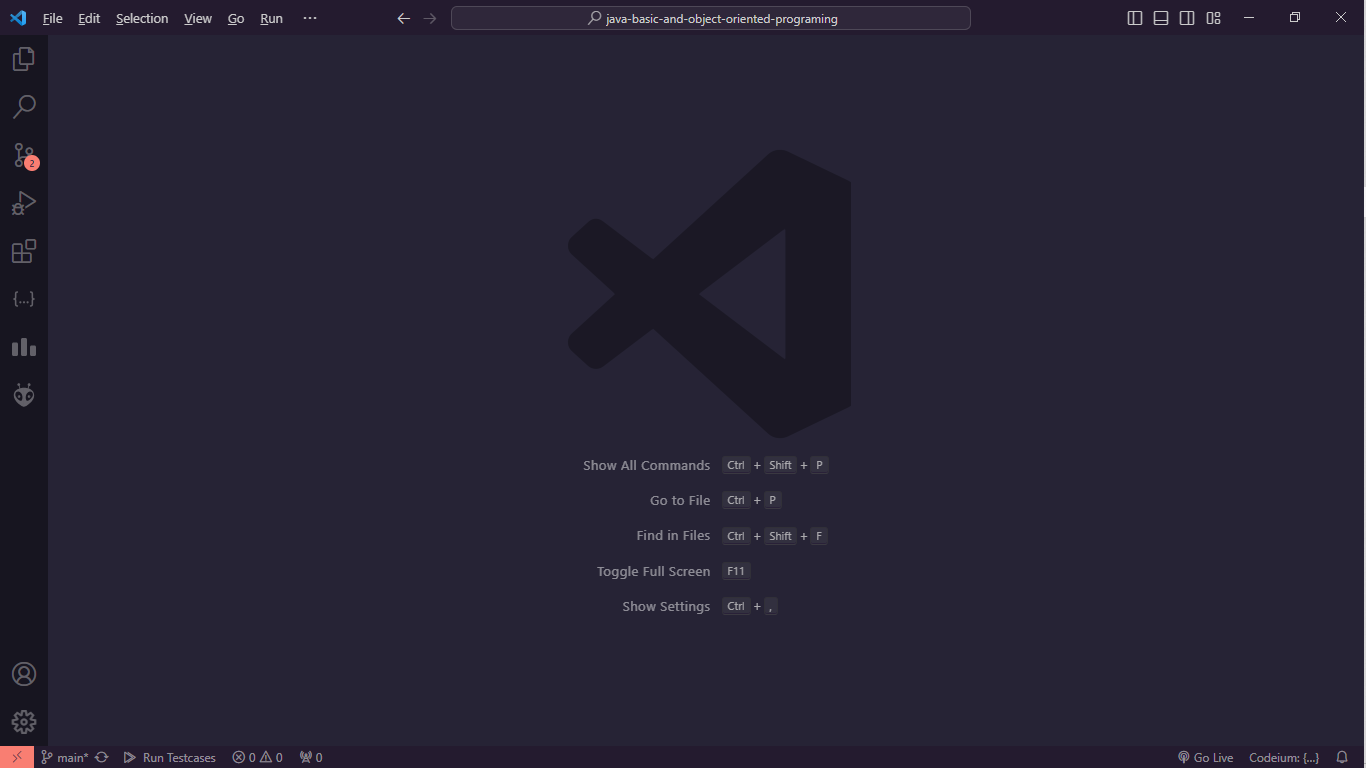 File Edit Selection View Go Run ··· java-basic-and-object-oriented-programing
2
{...}
Show All Commands Ctrl + Shift + P
Go to File Ctrl + P
Find in Files Ctrl + Shift + F
Toggle Full Screen F11
Show Settings Ctrl + ,
main* Run Testcases 0 0 0 Go Live Codeium: {...}